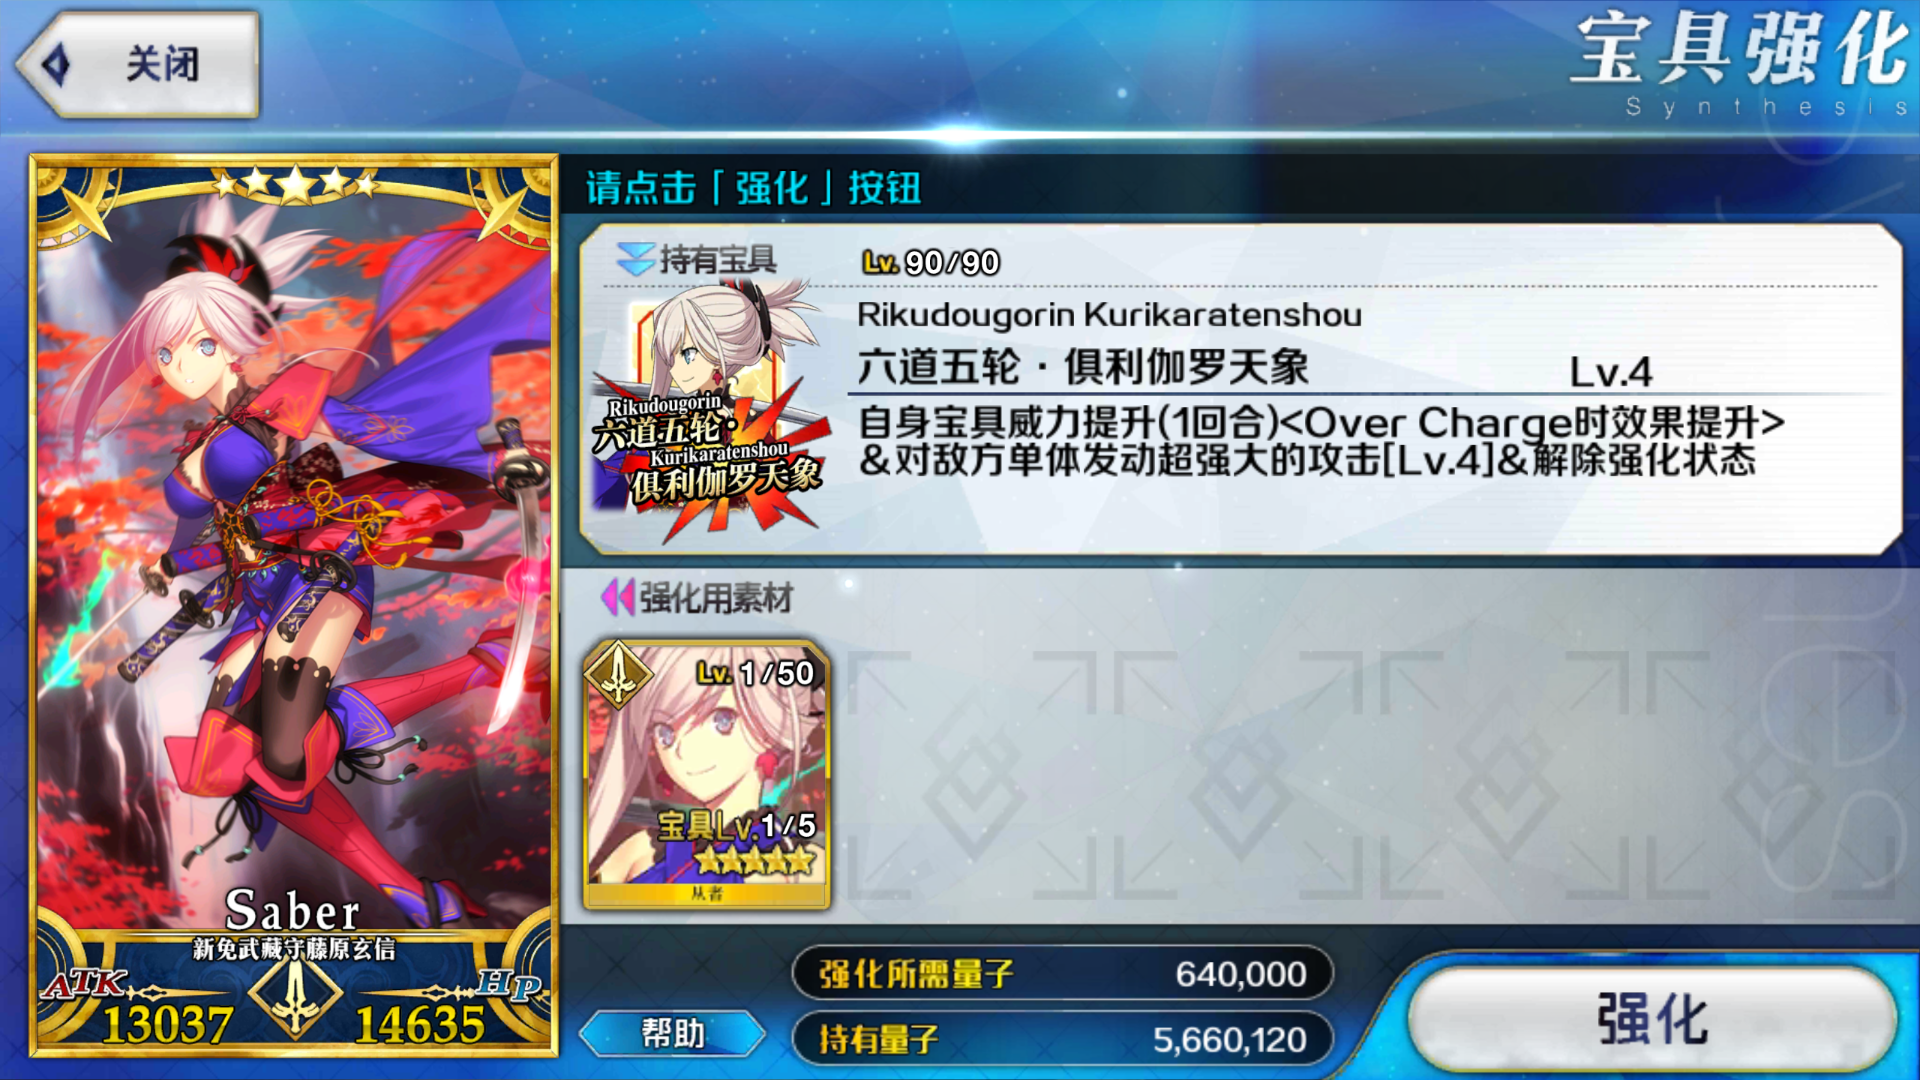 关闭
宝具强化
Synthesis
请点击「强化」按钮
持有宝具
Lv. 90/90
Rikudougorin Kurikaratenshou
六道五轮·俱利伽罗天象
Lv.4
自身宝具威力提升(1回合)<Over Charge时效果提升>
&对敌方单体发动超强大的攻击[Lv.4]&解除强化状态
Rikudougorin
六道五轮·
Kurikaratenshou
俱利伽罗天象
强化用素材
Lv. 1/50
宝具Lv.1/5
从者
Saber
新免武藏守藤原玄信
ATK
13037
HP
14635
帮助
强化所需量子
640,000
持有量子
5,660,120
强化